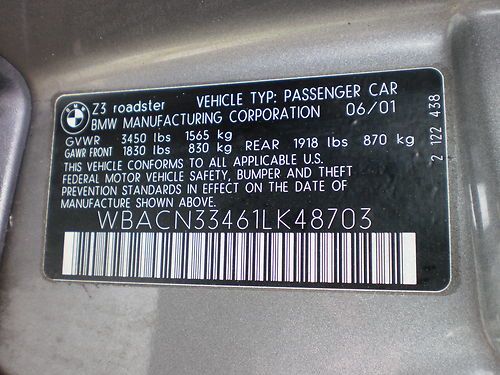 BMW
Z3 roadster VEHICLE TYP: PASSENGER CAR
BMW MANUFACTURING CORPORATION 06/01
GVWR 3450 lbs 1565 kg
GAWR FRONT 1830 lbs 830 kg REAR 1918 lbs 870 kg
THIS VEHICLE CONFORMS TO ALL APPLICABLE U.S.
FEDERAL MOTOR VEHICLE SAFETY, BUMPER AND THEFT
PREVENTION STANDARDS IN EFFECT ON THE DATE OF
MANUFACTURE SHOWN ABOVE.
WBACN33461LK48703
2 122 438